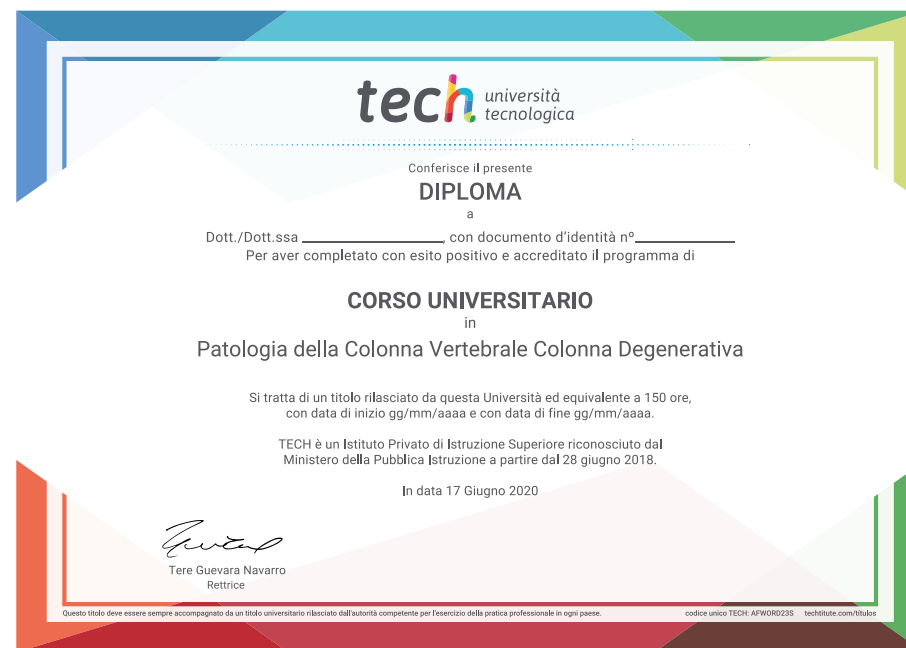 tech università
tecnologica
Conferisce il presente
DIPLOMA
a
Dott./Dott.ssa ________________, con documento d'identità nº____________
Per aver completato con esito positivo e accreditato il programma di
CORSO UNIVERSITARIO
in
Patologia della Colonna Vertebrale Colonna Degenerativa
Si tratta di un titolo rilasciato da questa Università ed equivalente a 150 ore,
con data di inizio gg/mm/aaaa e con data di fine gg/mm/aaaa.
TECH è un Istituto Privato di Istruzione Superiore riconosciuto dal
Ministero della Pubblica Istruzione a partire dal 28 giugno 2018.
In data 17 Giugno 2020
Tere Guevara Navarro
Rettrice
Questo titolo deve essere sempre accompagnato da un titolo universitario rilasciato dall'autorità competente per l'esercizio della pratica professionale in ogni paese. codice unico TECH: AFWORD23S techtitute.com/títulos